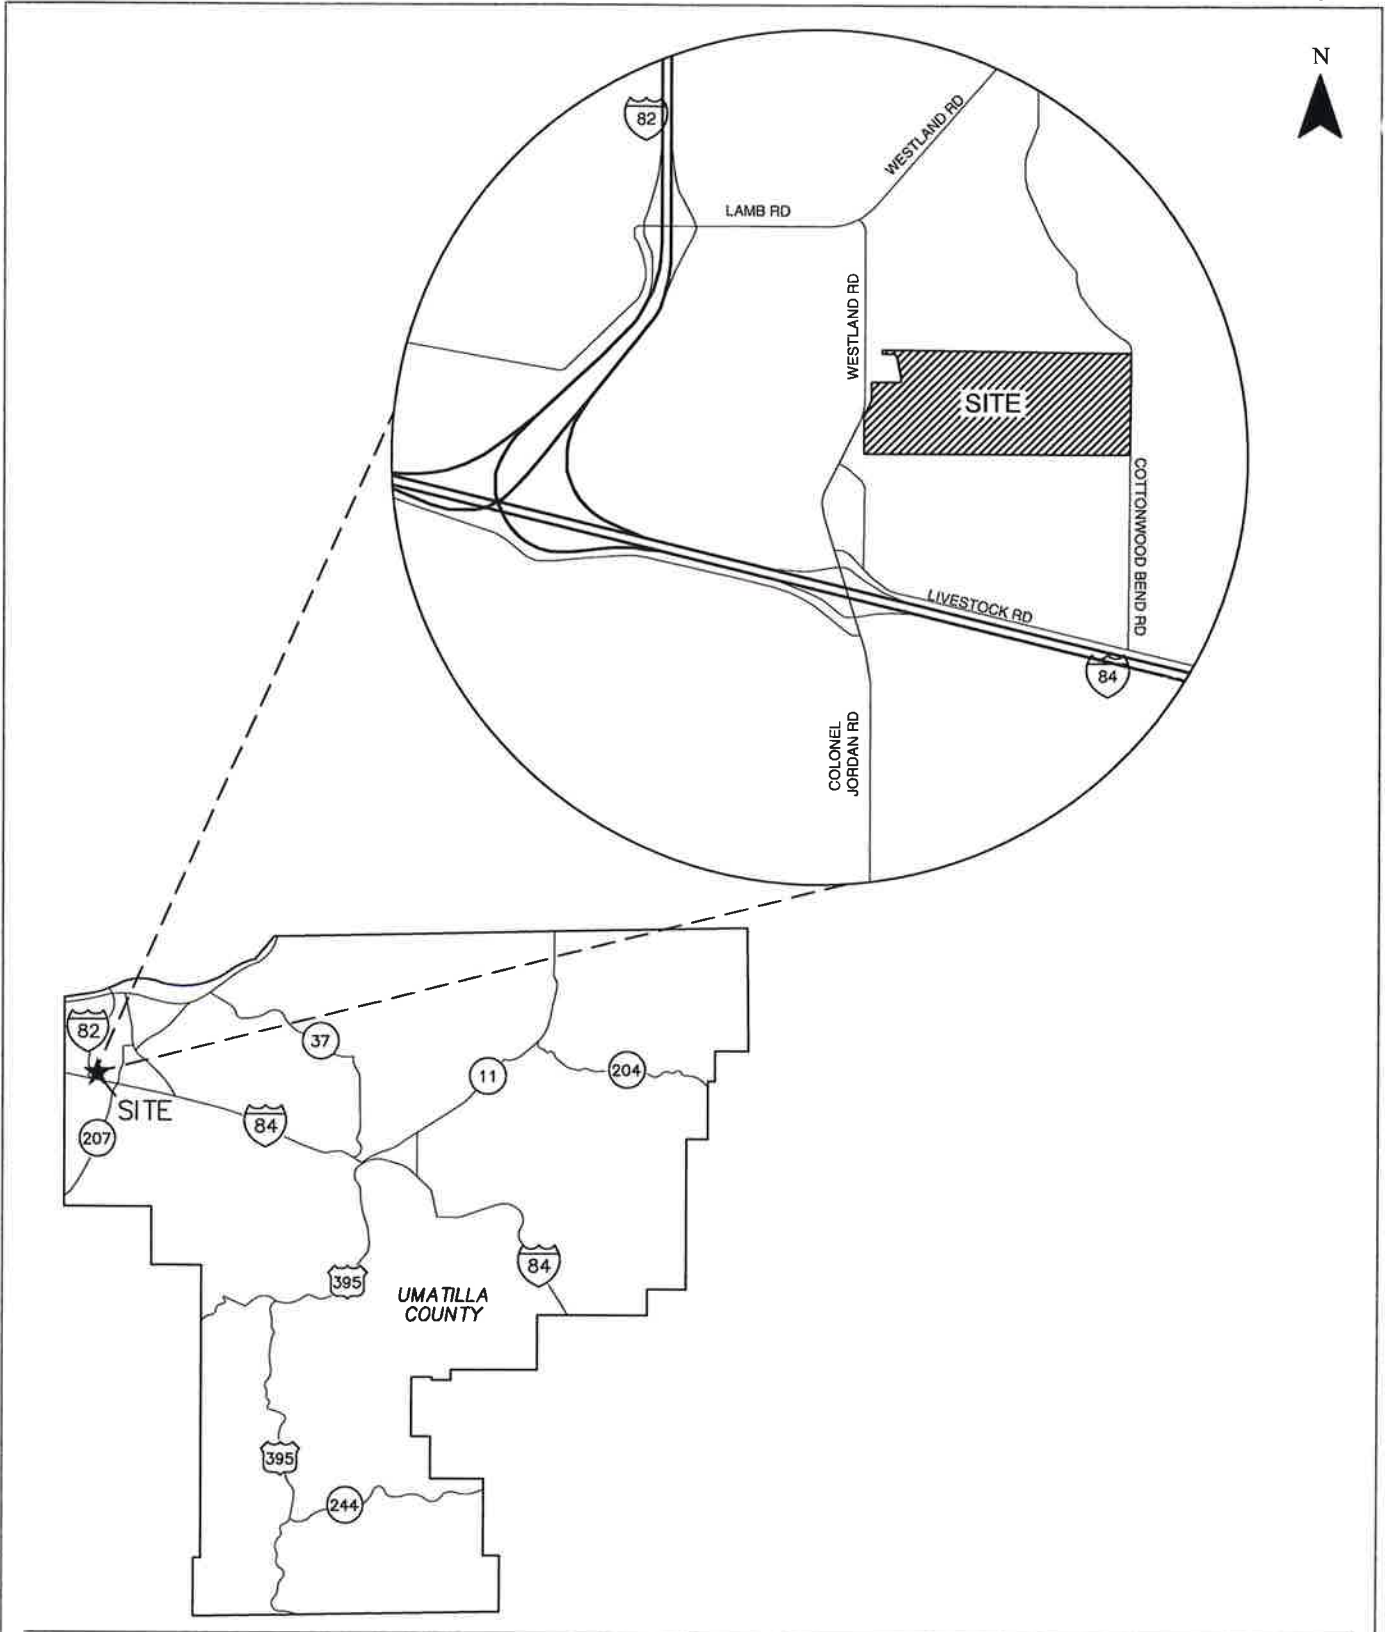 N
82
WESTLAND RD
LAMB RD
WESTLAND RD
SITE
COTTONWOOD BEND RD
LIVESTOCK RD
84
COLONEL
JORDAN RD
82
37
11
204
SITE
84
207
84
395
UMATILLA
COUNTY
395
244